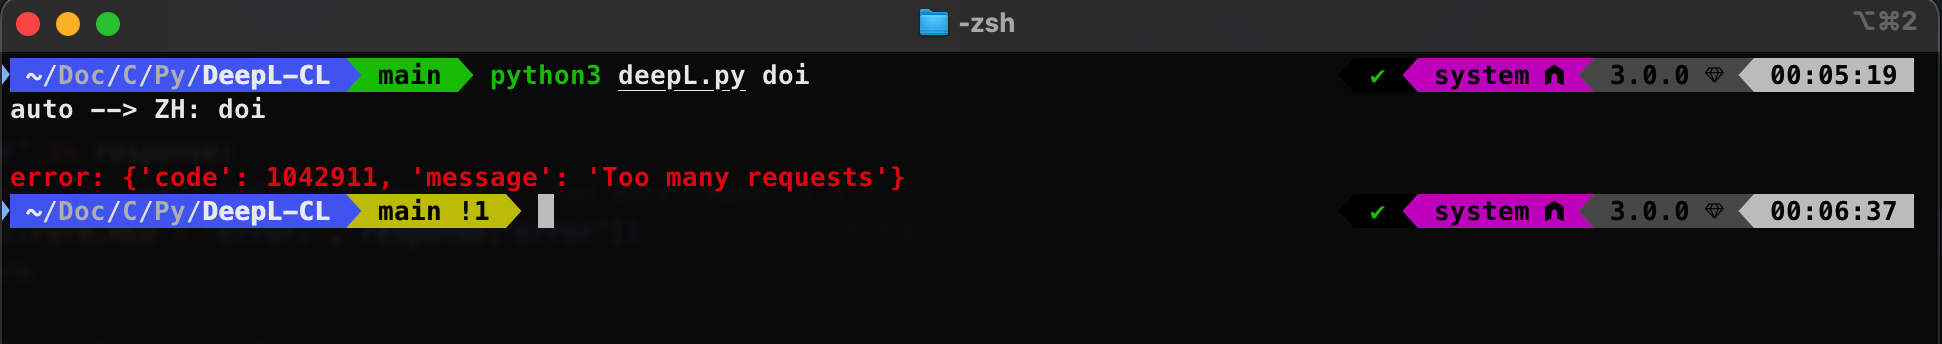 -zsh
⌥⌘2
~/Doc/C/Py/DeepL-CL main python3 deepL.py doi ✔ system 3.0.0 00:05:19
auto --> ZH: doi
error: {'code': 1042911, 'message': 'Too many requests'}
~/Doc/C/Py/DeepL-CL main !1 ✔ system 3.0.0 00:06:37